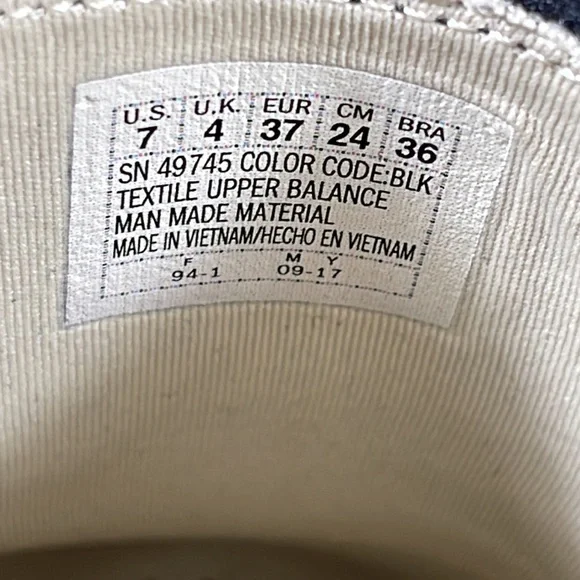 U.S. U.K. EUR CM BRA
7 4 37 24 36
SN 49745 COLOR CODE:BLK
TEXTILE UPPER BALANCE
MAN MADE MATERIAL
MADE IN VIETNAM/HECHO EN VIETNAM
F M Y
94-1 09-17